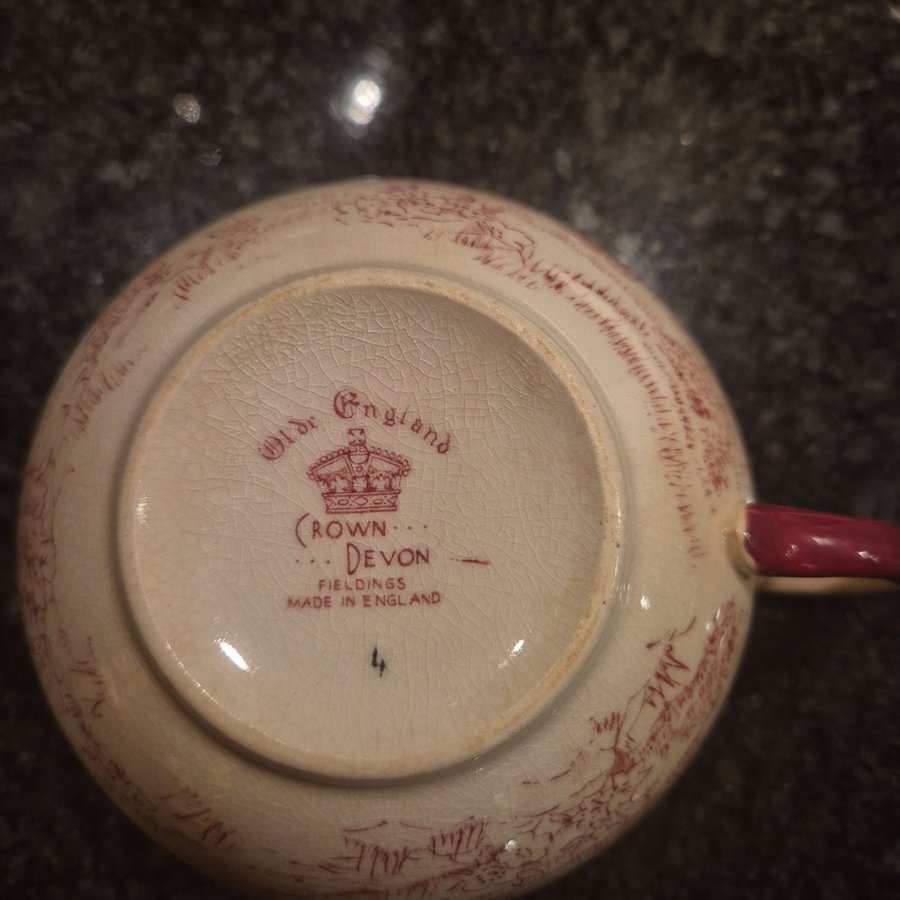 Olde England
CROWN....
... DEVON —
FIELDINGS
MADE IN ENGLAND
4